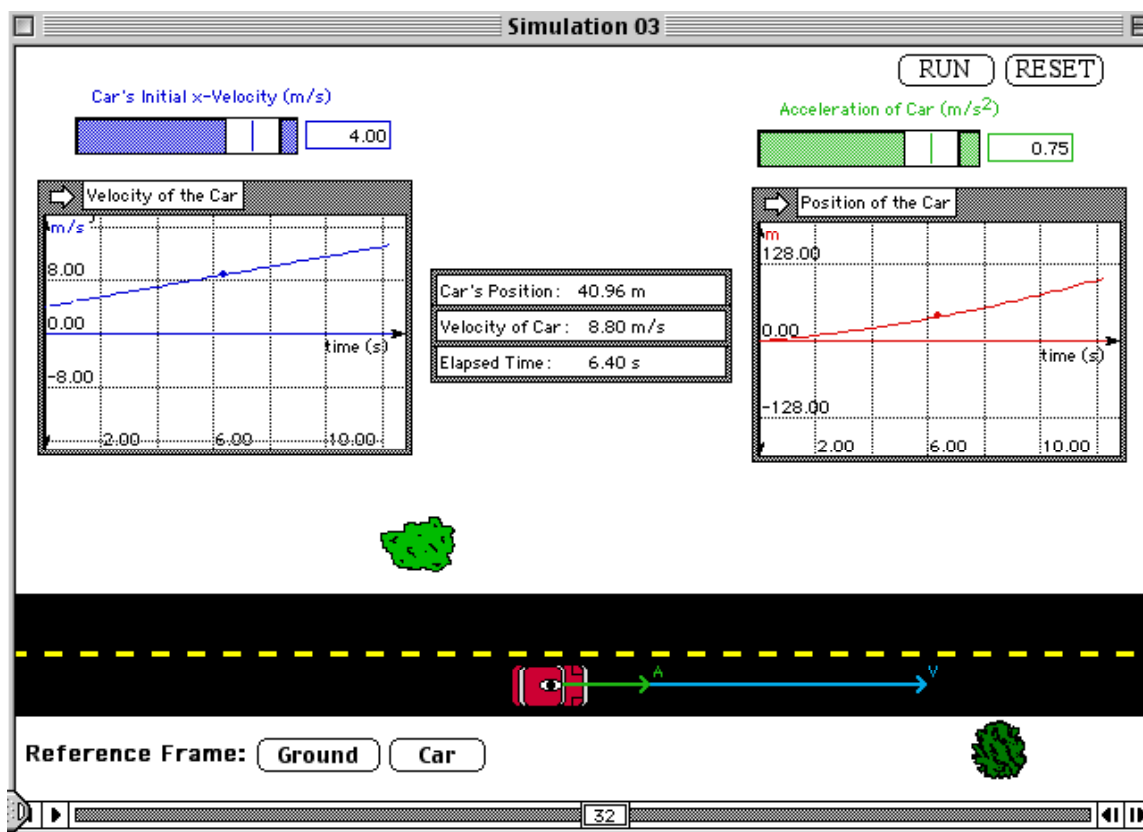 Simulation 03
RUN RESET
Car's Initial x-Velocity (m/s)
4.00
Acceleration of Car (m/s²)
0.75
Velocity of the Car
m/s
8.00
0.00
time (s)
-8.00
2.00 6.00 10.00
Car's Position: 40.96 m
Velocity of Car: 8.80 m/s
Elapsed Time: 6.40 s
Position of the Car
m
128.00
0.00
time (s)
-128.00
2.00 6.00 10.00
A V
Reference Frame: Ground Car
32